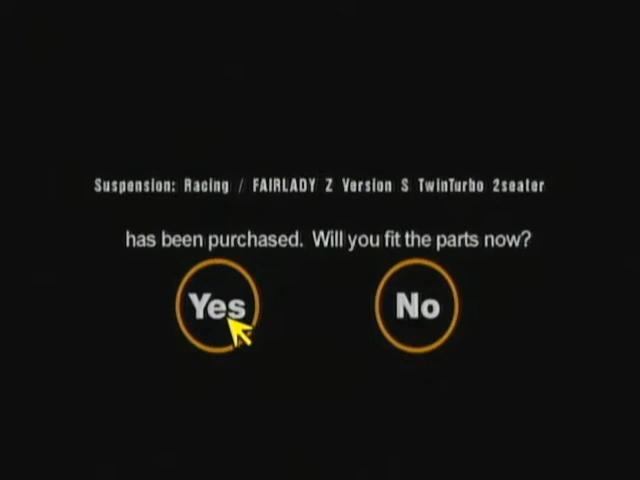 Suspension: Racing / FAIRLADY Z Version S TwinTurbo 2seater
has been purchased. Will you fit the parts now?
Yes No